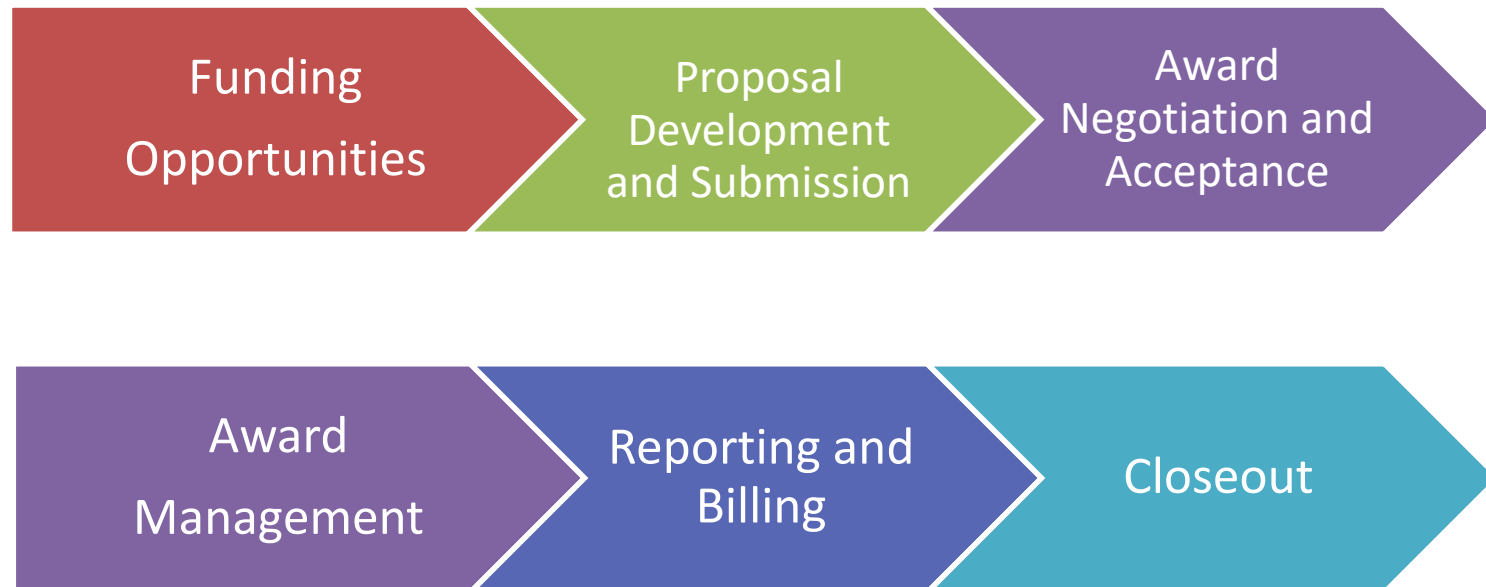 Funding
Opportunities
Proposal
Development
and Submission
Award
Negotiation and
Acceptance
Award
Management
Reporting and
Billing
Closeout